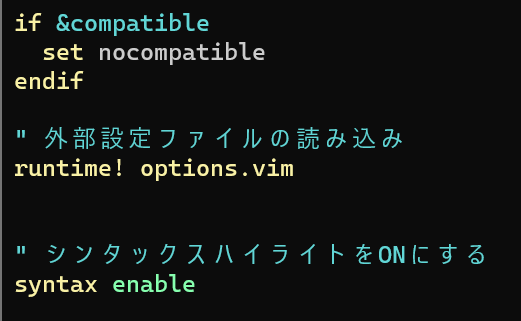 if &compatible
  set nocompatible
endif
" 外部設定ファイルの読み込み
runtime! options.vim
" シンタックスハイライトをONにする
syntax enable